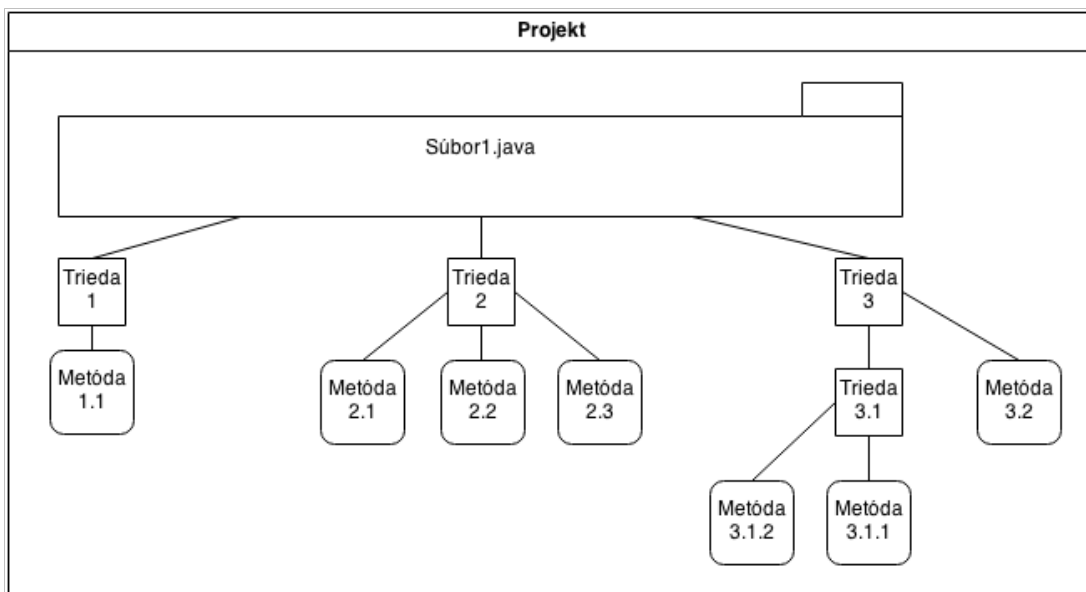 Projekt
Súbor1.java
Trieda
1
Trieda
2
Trieda
3
Metóda
1.1
Metóda
2.1
Metóda
2.2
Metóda
2.3
Trieda
3.1
Metóda
3.2
Metóda
3.1.2
Metóda
3.1.1